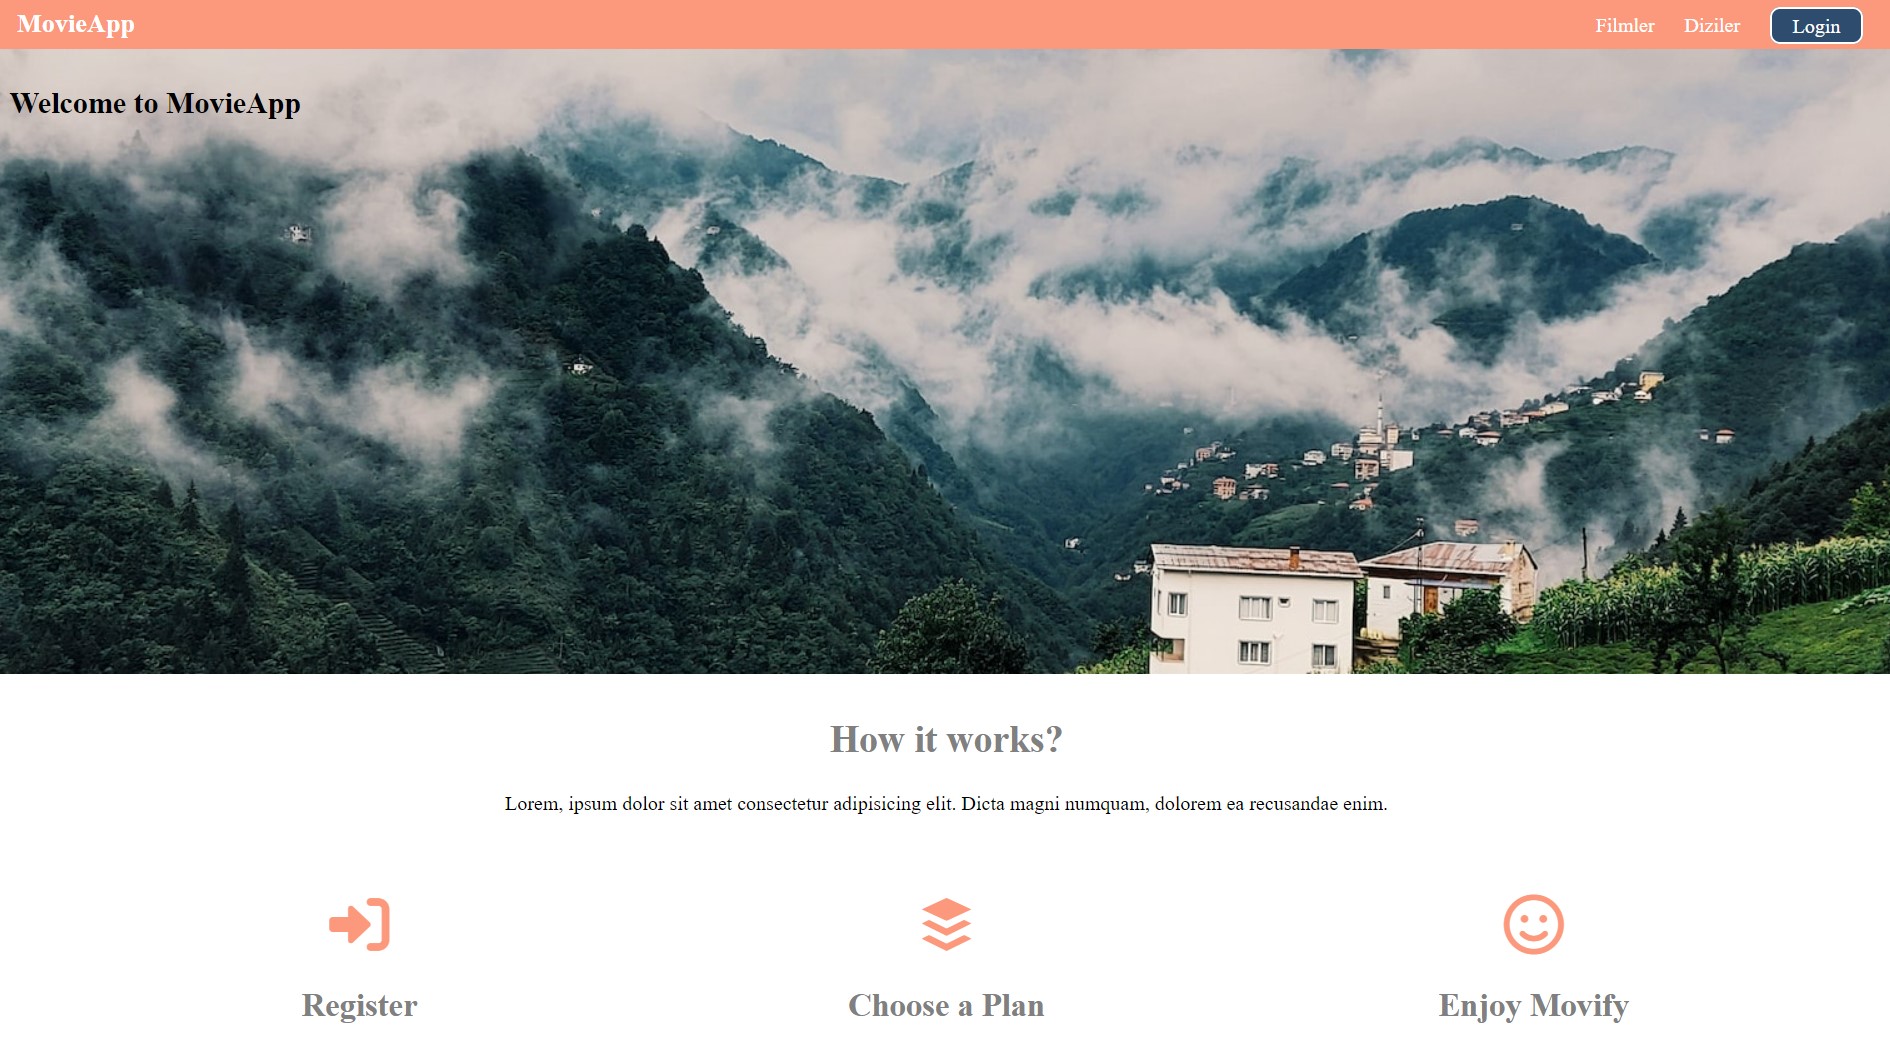 MovieApp
Filmler
Diziler
Login
Welcome to MovieApp
How it works?
Lorem, ipsum dolor sit amet consectetur adipisicing elit. Dicta magni numquam, dolorem ea recusandae enim.
Register
Choose a Plan
Enjoy Movify